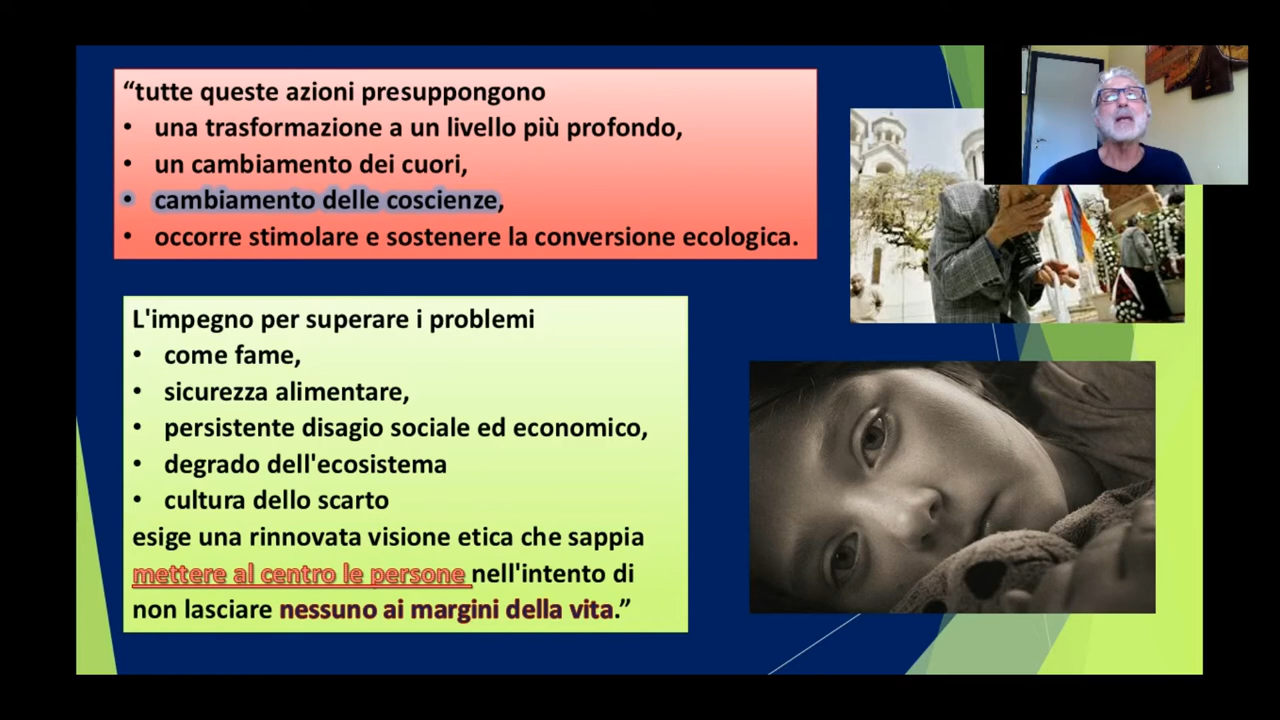 “tutte queste azioni presuppongono
• una trasformazione a un livello più profondo,
• un cambiamento dei cuori,
• cambiamento delle coscienze,
• occorre stimolare e sostenere la conversione ecologica.
L'impegno per superare i problemi
• come fame,
• sicurezza alimentare,
• persistente disagio sociale ed economico,
• degrado dell'ecosistema
• cultura dello scarto
esige una rinnovata visione etica che sappia
mettere al centro le persone nell'intento di
non lasciare nessuno ai margini della vita.”